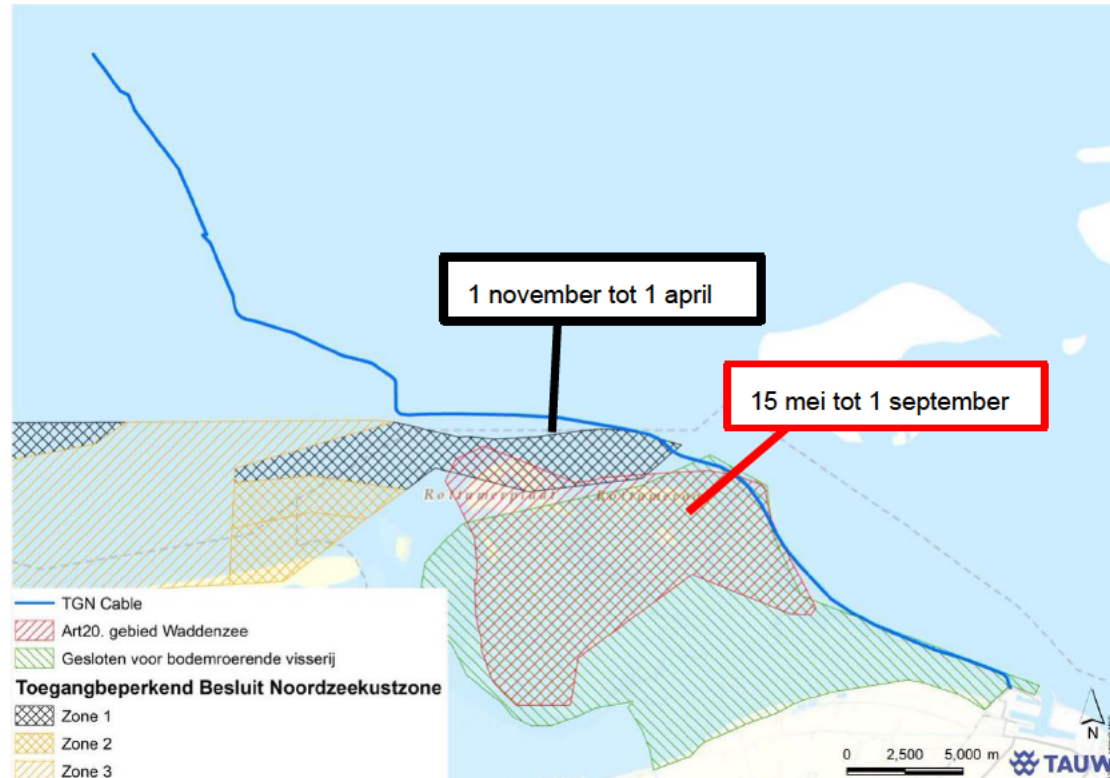 1 november tot 1 april
15 mei tot 1 september
Rottumerplaat
TGN Cable
Art20. gebied Waddenzee
Gesloten voor bodemroerende visserij
Toegangbeperkend Besluit Noordzeekustzone
Zone 1
Zone 2
Zone 3
0 2,500 5,000 m
N
TAUW